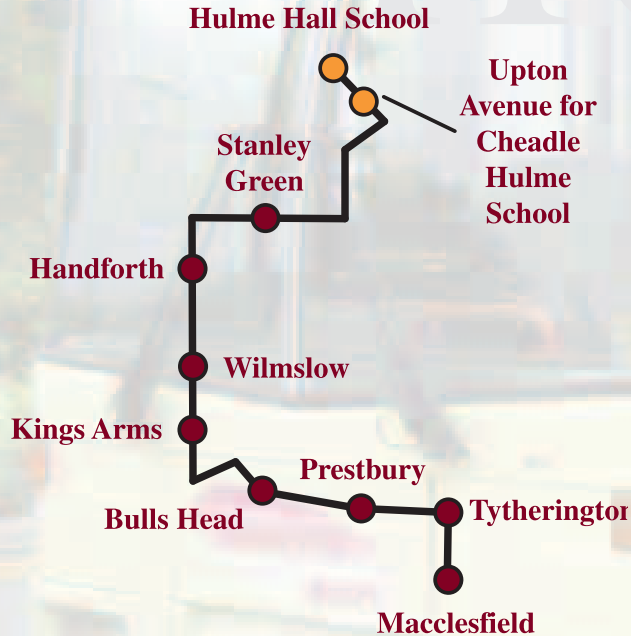 Hulme Hall School
Upton
Avenue for
Cheadle
Hulme
School
Stanley
Green
Handforth
Wilmslow
Kings Arms
Prestbury
Bulls Head
Tytherington
Macclesfield